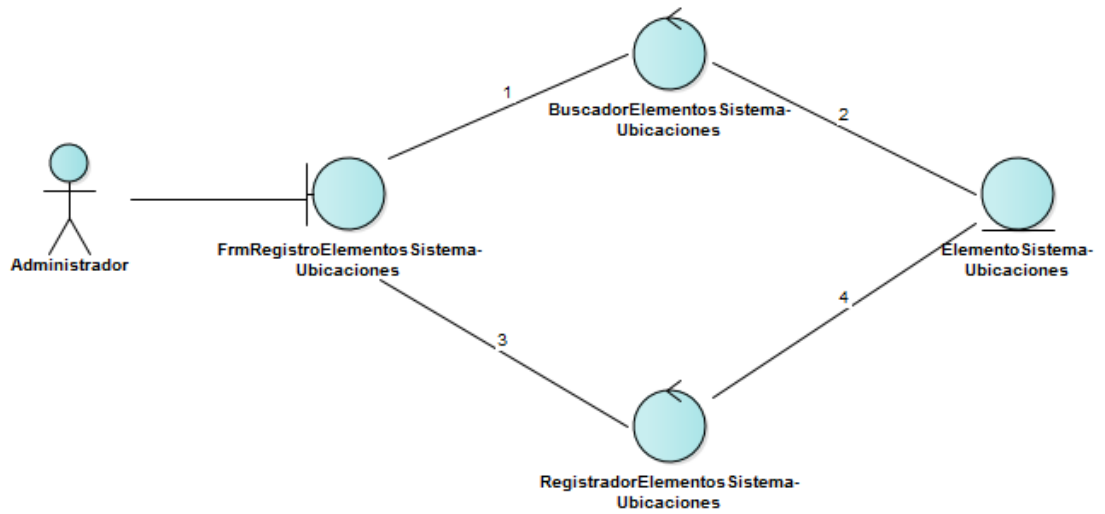 1
BuscadorElementosSistema-
Ubicaciones
2
Administrador
FrmRegistroElementosSistema-
Ubicaciones
ElementoSistema-
Ubicaciones
3
4
RegistradorElementosSistema-
Ubicaciones